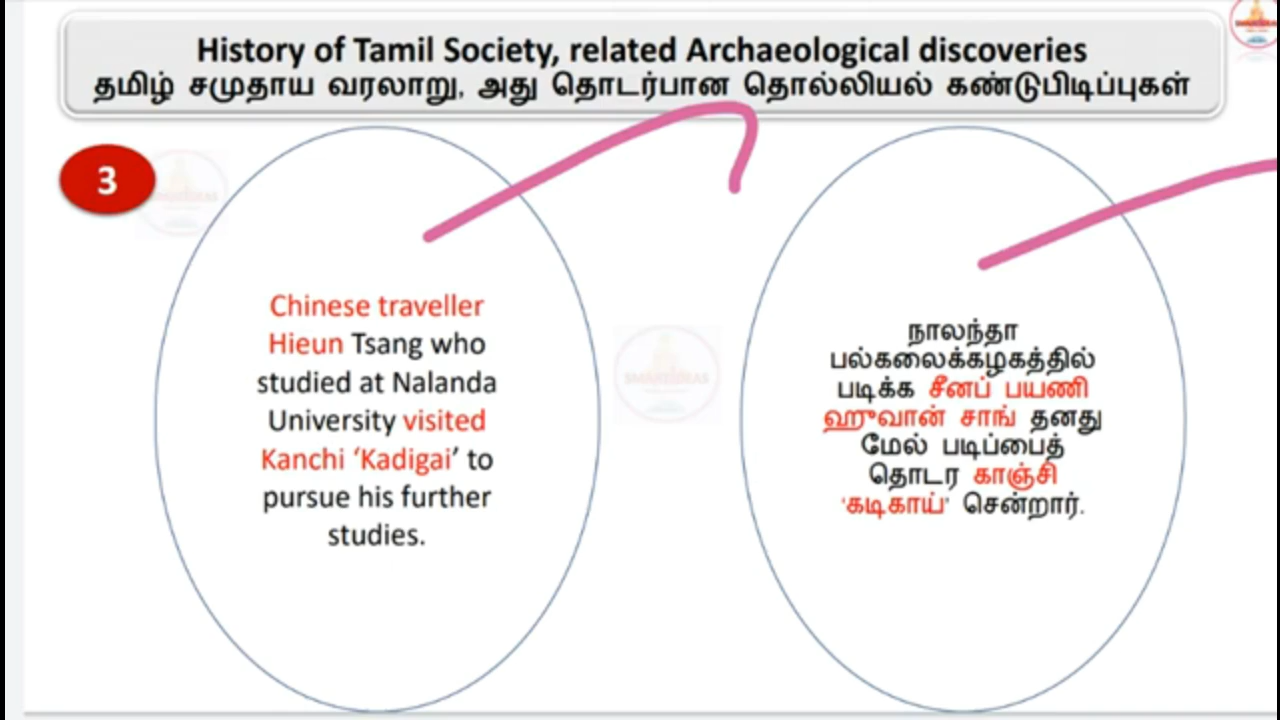 History of Tamil Society, related Archaeological discoveries
தமிழ் சமுதாய வரலாறு, அது தொடர்பான தொல்லியல் கண்டுபிடிப்புகள்
3
Chinese traveller
Hieun Tsang who
studied at Nalanda
University visited
Kanchi ‘Kadigai’ to
pursue his further
studies.
நாலந்தா
பல்கலைக்கழகத்தில்
படிக்க சீனப் பயணி
ஹுவான் சாங் தனது
மேல் படிப்பைத்
தொடர காஞ்சி
‘கடிகாய்’ சென்றார்.